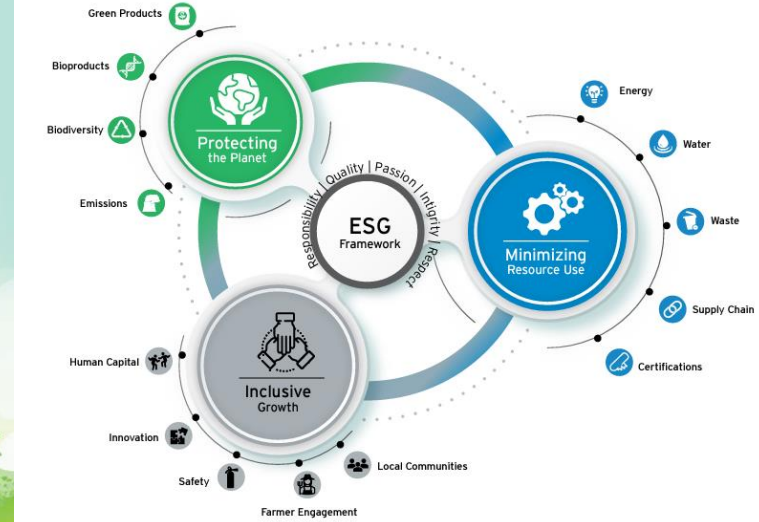 Green Products
Bioproducts
Biodiversity
Emissions
Protecting
the Planet
Responsibility | Quality | Passion | Intigrity | Respect
ESG
Framework
Minimizing
Resource Use
Energy
Water
Waste
Supply Chain
Certifications
Inclusive
Growth
Human Capital
Innovation
Safety
Farmer Engagement
Local Communities